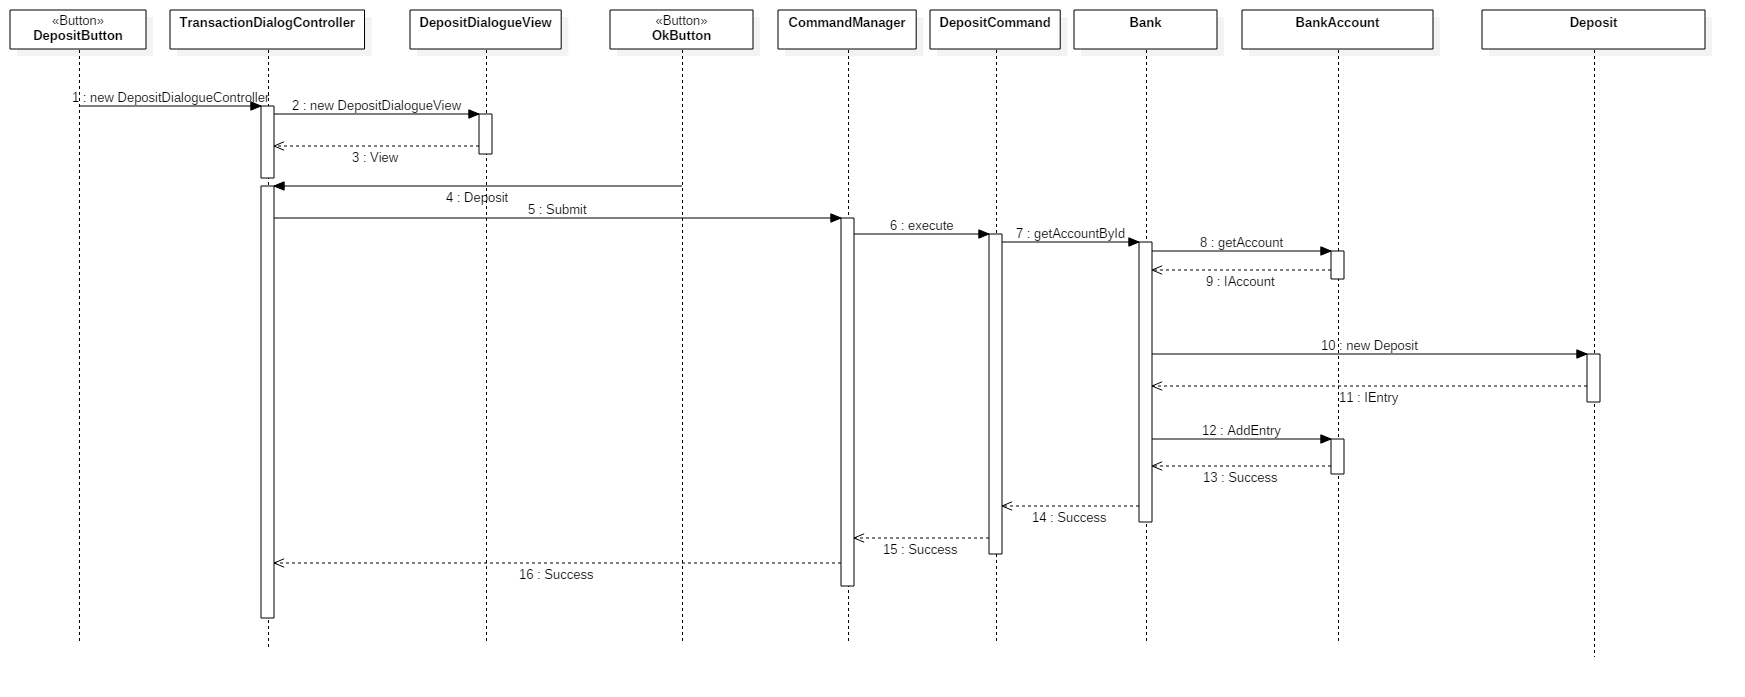 «Button»
DepositButton
TransactionDialogController
DepositDialogueView
«Button»
OkButton
CommandManager
DepositCommand
Bank
BankAccount
Deposit
1 : new DepositDialogueController
2 : new DepositDialogueView
3 : View
4 : Deposit
5 : Submit
6 : execute
7 : getAccountById
8 : getAccount
9 : IAccount
10 : new Deposit
11 : IEntry
12 : AddEntry
13 : Success
14 : Success
15 : Success
16 : Success